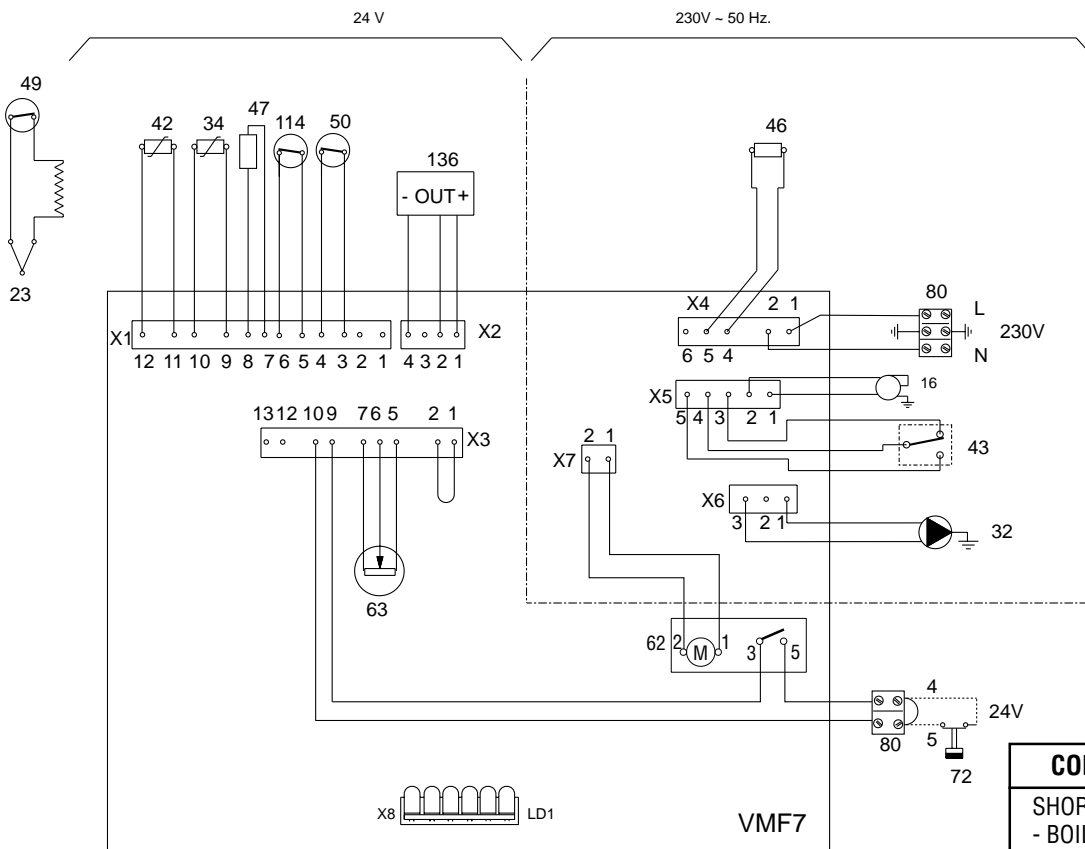 24 V
230V ~ 50 Hz.
49
42 34 47 114 50
46
136
- OUT +
23
X4 2 1
80
L
X1
X2
230V
12 11 10 9 8 7 6 5 4 3 2 1
4 3 2 1
6 5 4
N
X5
16
5 4 3 2 1
13 12 10 9 7 6 5 2 1
X3
2 1
X7
43
X6
3 2 1
32
63
62 2 M 1 3 5
4
24V
80
5
72
X8
LD1
VMF7